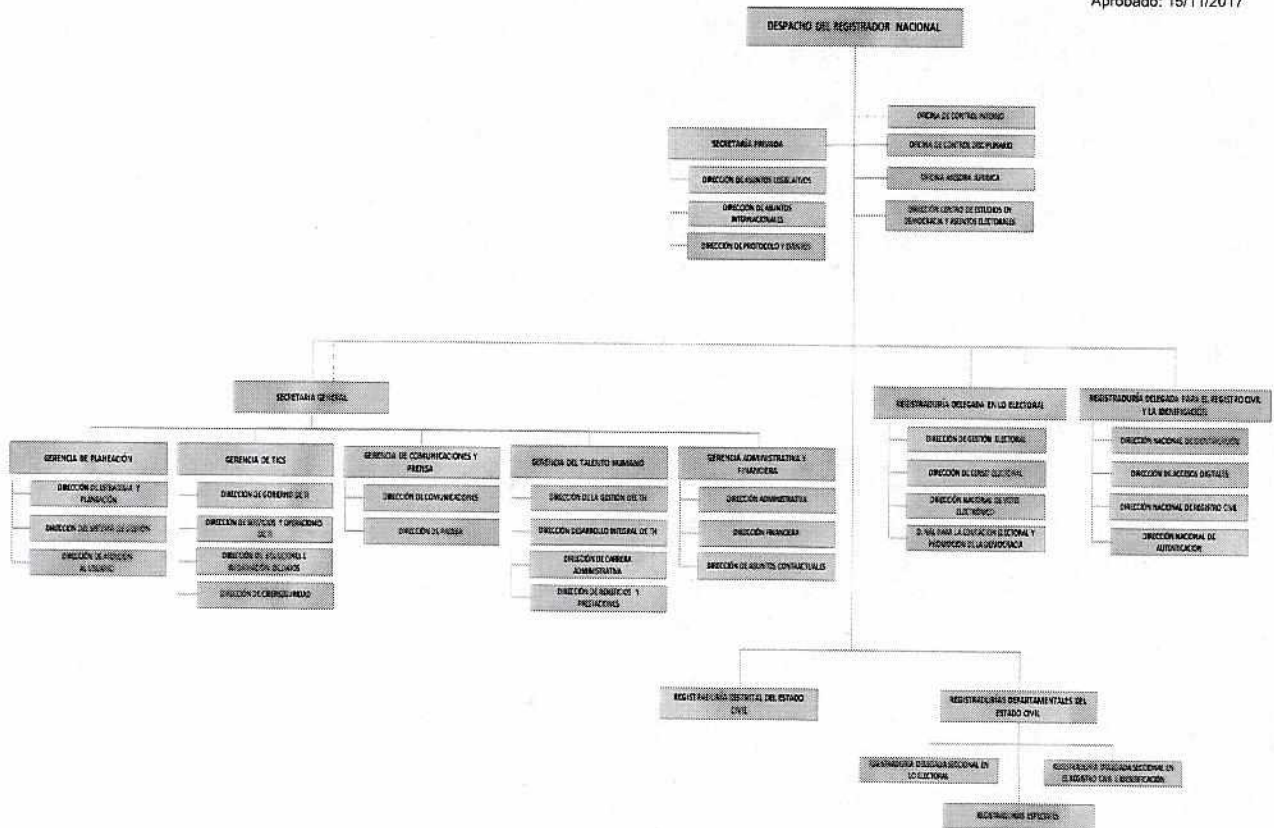 Aprobado: 15/11/2017
DESPACHO DEL REGISTRADOR NACIONAL
OFICINA DE CONTROL INTERNO
SECRETARÍA PRIVADA
OFICINA DE CONTROL DISCIPLINARIO
DIRECCIÓN DE ASUNTOS LEGISLATIVOS
OFICINA ASESORA JURIDICA
DIRECCIÓN DE ASUNTOS
INTERNACIONALES
DIRECCIÓN CENTRO DE ESTUDIOS EN
DEMOCRACIA Y ASUNTOS ELECTORALES
DIRECCIÓN DE PROTOCOLO Y EVENTOS
SECRETARIA GENERAL
REGISTRADURÍA DELEGADA EN LO ELECTORAL
REGISTRADURÍA DELEGADA PARA EL REGISTRO CIVIL
Y LA IDENTIFICACIÓN
GERENCIA DE PLANEACIÓN
DIRECCIÓN DE ESTRATEGIA Y
PLANEACIÓN
DIRECCIÓN DEL SISTEMA DE GESTIÓN
DIRECCIÓN DE ATENCIÓN
AL USUARIO
GERENCIA DE TICS
DIRECCIÓN DE GOBIERNO DE TI
DIRECCIÓN DE SERVICIOS Y OPERACIONES
DE TI
DIRECCIÓN DE
DIRECCIÓN DE CIBERSEGURIDAD
GERENCIA DE COMUNICACIONES Y
PRENSA
DIRECCIÓN DE COMUNICACIONES
DIRECCIÓN DE PRENSA
GERENCIA DEL TALENTO HUMANO
DIRECCIÓN DE LA GESTIÓN DEL TH
DIRECCIÓN DESARROLLO INTEGRAL DE TH
DIRECCIÓN DE CARRERA
ADMINISTRATIVA
DIRECCIÓN DE BENEFICIOS Y
PRESTACIONES
GERENCIA ADMINISTRATIVA Y
FINANCIERA
DIRECCIÓN ADMINISTRATIVA
DIRECCIÓN FINANCIERA
DIRECCIÓN DE ASUNTOS CONTRACTUALES
DIRECCIÓN DE GESTIÓN ELECTORAL
DIRECCIÓN DE CENSO ELECTORAL
DIRECCIÓN NACIONAL DE VOTO
ELECTRÓNICO
D. NAL PARA LA EDUCACION ELECTORAL Y
PROMOCION DE LA DEMOCRACIA
DIRECCIÓN NACIONAL DE IDENTIFICACIÓN
DIRECCIÓN DE ACCESOS DIGITALES
DIRECCIÓN NACIONAL DE REGISTRO CIVIL
DIRECCIÓN NACIONAL DE
AUTENTICACIÓN
REGISTRADURÍA DISTRITAL DEL ESTADO
CIVIL
REGISTRADURÍAS DEPARTAMENTALES DEL
ESTADO CIVIL
REGISTRADURÍA DELEGADA SECCIONAL EN
LO ELECTORAL
REGISTRADURÍA DELEGADA SECCIONAL EN
EL REGISTRO CIVIL E IDENTIFICACIÓN